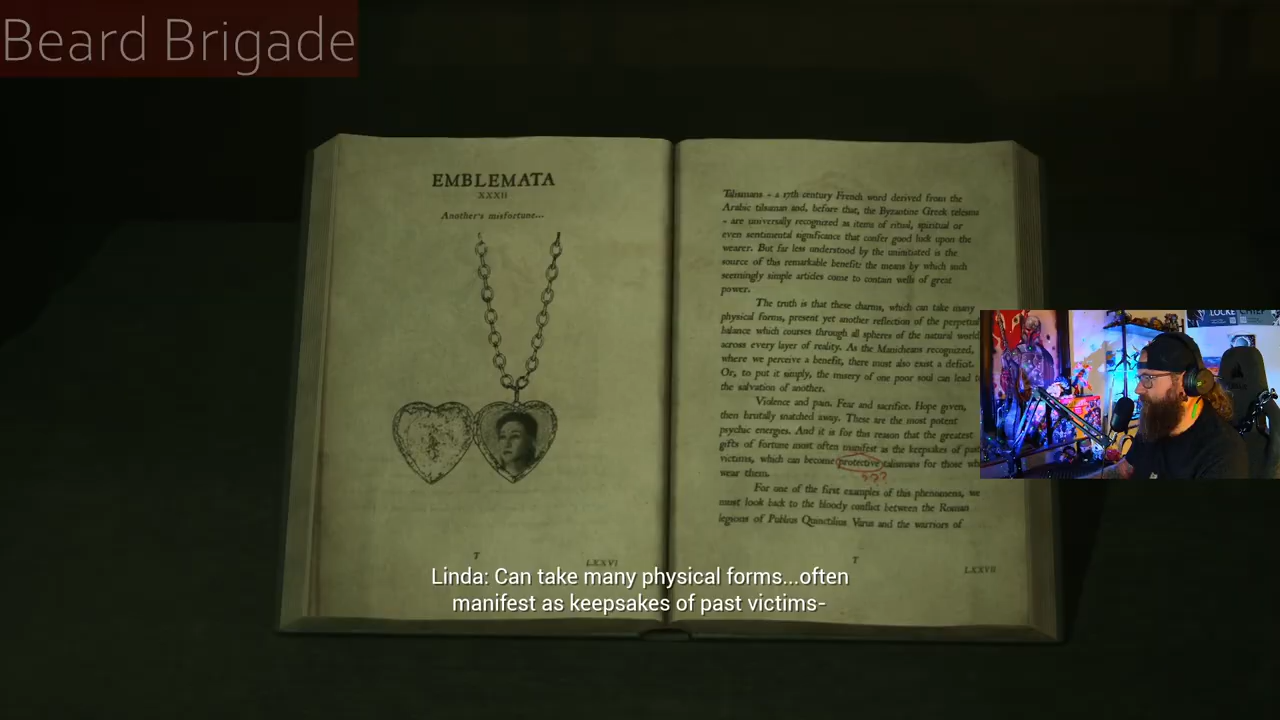 Beard Brigade
EMBLEMATA
XXXII
Another's misfortune...
T
LXXVI
Talismans - a 17th century French word derived from the
Arabic tilsaman and, before that, the Byzantine Greek telesma
- are universally recognized as items of ritual, spiritual or
even sentimental significance that confer good luck upon the
wearer. But far less understood by the uninitiated is the
source of this remarkable benefit: the means by which such
seemingly simple articles come to contain wells of great
power.
The truth is that these charms, which can take many
physical forms, present yet another reflection of the perpetual
balance which courses through all spheres of the natural world
across every layer of reality. As the Manicheans recognized,
where we perceive a benefit, there must also exist a deficit.
Or, to put it simply, the misery of one poor soul can lead
the salvation of another.
Violence and pain. Fear and sacrifice. Hope given,
then brutally snatched away. These are the most potent
psychic energies. And it is for this reason that the greatest
gifts of fortune most often manifest as the keepsakes of past
victims, which can become protective talismans for those
wear them.
???
For one of the first examples of this phenomena, we
must look back to the bloody conflict between the Roman
legions of Publius Quinctilius Varus and the warriors of
T
LXXVII
Linda: Can take many physical forms...often
manifest as keepsakes of past victims-
LOCKE